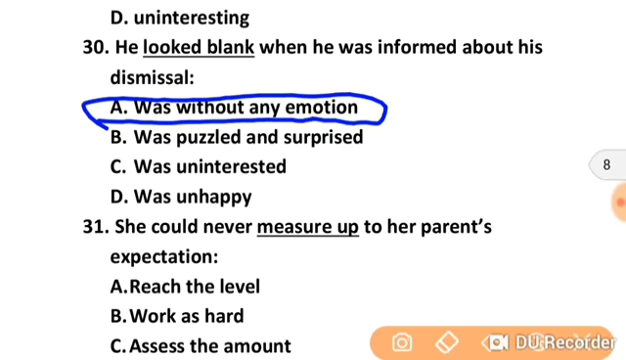 D. uninteresting
30. He looked blank when he was informed about his
dismissal:
A. Was without any emotion
B. Was puzzled and surprised
C. Was uninterested
D. Was unhappy
8
31. She could never measure up to her parent's
expectation:
A.Reach the level
B.Work as hard
C.Assess the amount
DU Recorder